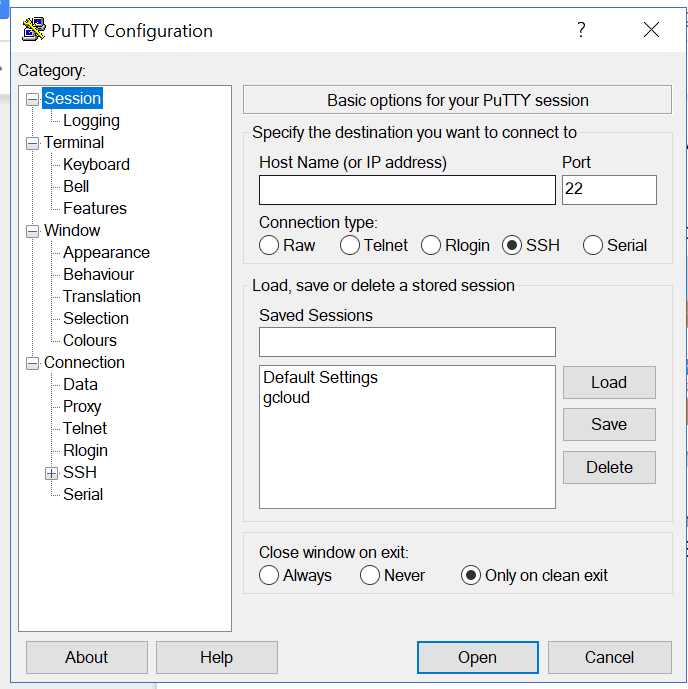 PuTTY Configuration
?
Category:
Session
Logging
Terminal
Keyboard
Bell
Features
Window
Appearance
Behaviour
Translation
Selection
Colours
Connection
Data
Proxy
Telnet
Rlogin
SSH
Serial
Basic options for your PuTTY session
Specify the destination you want to connect to
Host Name (or IP address) Port
22
Connection type:
Raw Telnet Rlogin SSH Serial
Load, save or delete a stored session
Saved Sessions
Default Settings
gcloud
Load
Save
Delete
Close window on exit:
Always Never Only on clean exit
About Help Open Cancel